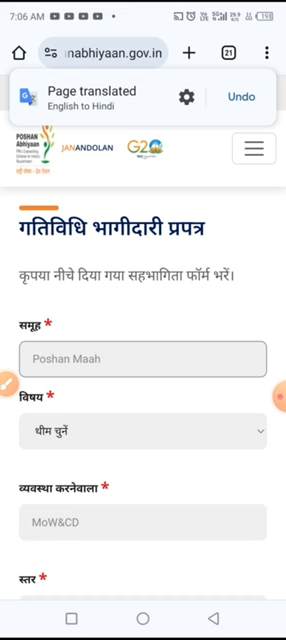 7:56 AM
nabhiyaan.gov.in
21
Page translated
English to Hindi
Undo
POSHAN
Abhiyaan
JANANDOLAN
G20
गतिविधि भागीदारी प्रपत्र
कृपया नीचे दिया गया सहभागिता फॉर्म भरें।
समूह *
Poshan Maah
विषय *
थीम चुनें
व्यवस्था करनेवाला *
MoW&CD
स्तर *